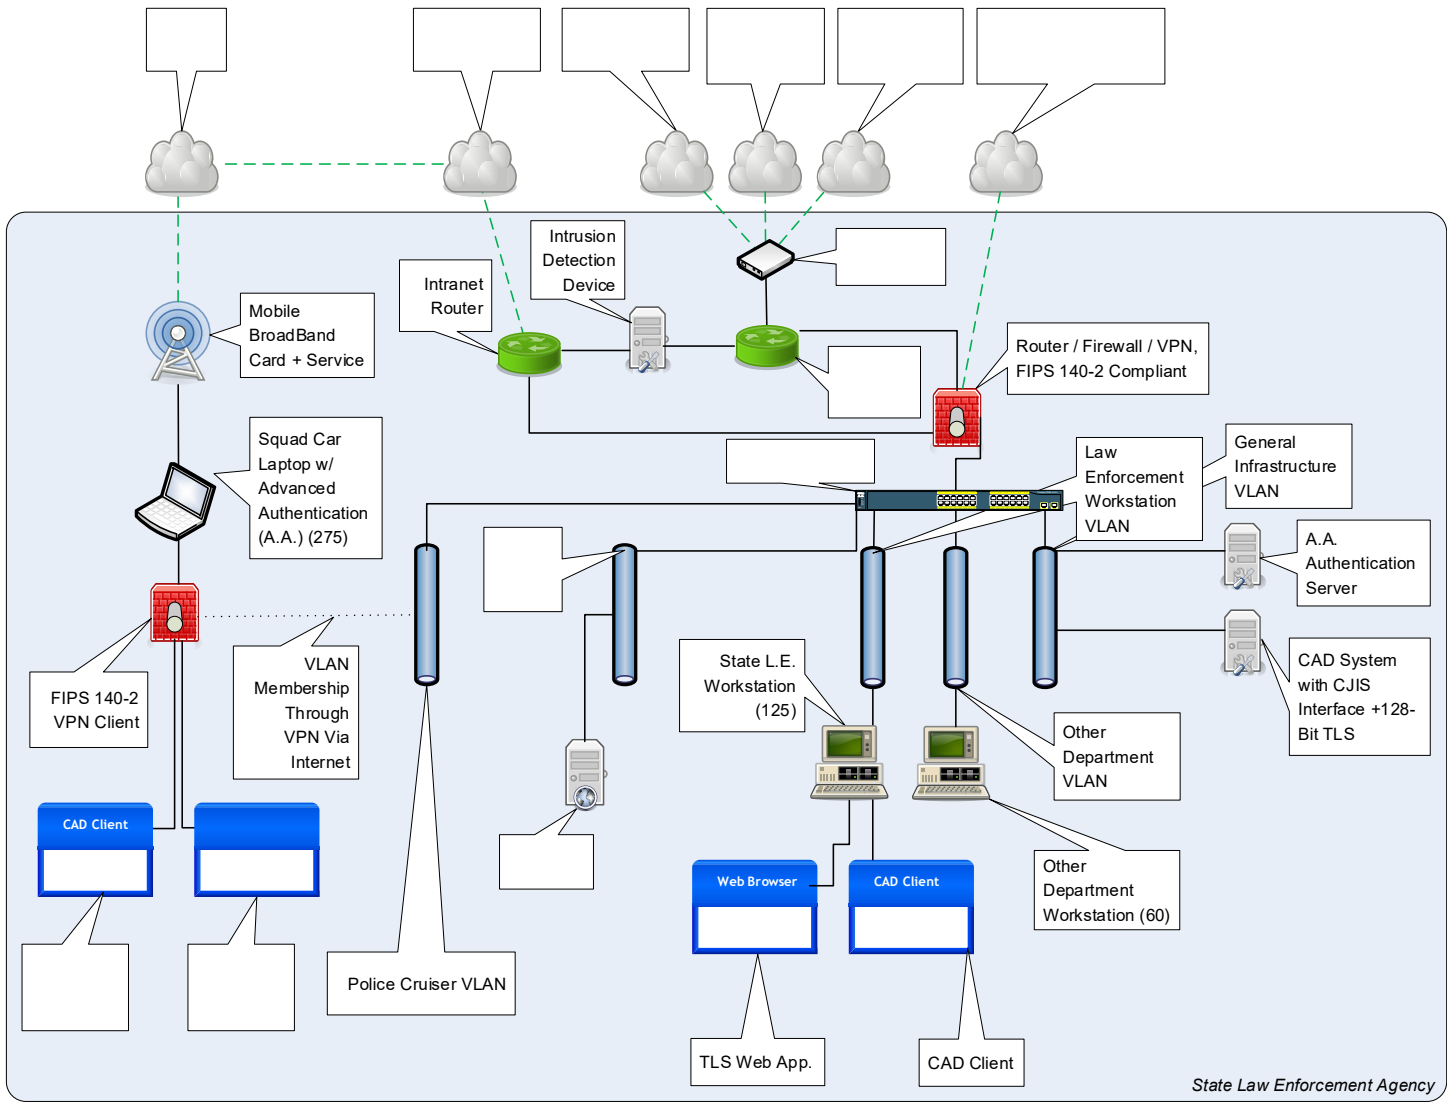 Intrusion
Detection
Device
Intranet
Router
Mobile
BroadBand
Card + Service
Router / Firewall / VPN,
FIPS 140-2 Compliant
Squad Car
Laptop w/
Advanced
Authentication
(A.A.) (275)
Law
Enforcement
Workstation
VLAN
General
Infrastructure
VLAN
A.A.
Authentication
Server
FIPS 140-2
VPN Client
VLAN
Membership
Through
VPN Via
Internet
State L.E.
Workstation
(125)
CAD System
with CJIS
Interface +128-
Bit TLS
Other
Department
VLAN
CAD Client
Web Browser
CAD Client
Other
Department
Workstation (60)
Police Cruiser VLAN
TLS Web App.
CAD Client
State Law Enforcement Agency